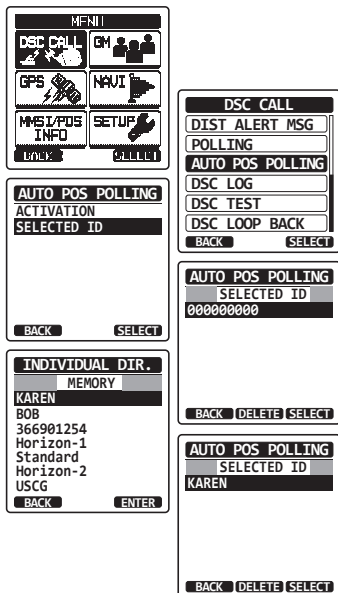 MENU
DSC CALL GM
GPS NAVI
MMSI/POS INFO SETUP
BACK SELECT
DSC CALL
DIST ALERT MSG
POLLING
AUTO POS POLLING
DSC LOG
DSC TEST
DSC LOOP BACK
BACK SELECT
AUTO POS POLLING
ACTIVATION
SELECTED ID
BACK SELECT
AUTO POS POLLING
SELECTED ID
000000000
BACK DELETE SELECT
INDIVIDUAL DIR.
MEMORY
KAREN
BOB
366901254
Horizon-1
Standard
Horizon-2
USCG
BACK ENTER
AUTO POS POLLING
SELECTED ID
KAREN
BACK DELETE SELECT